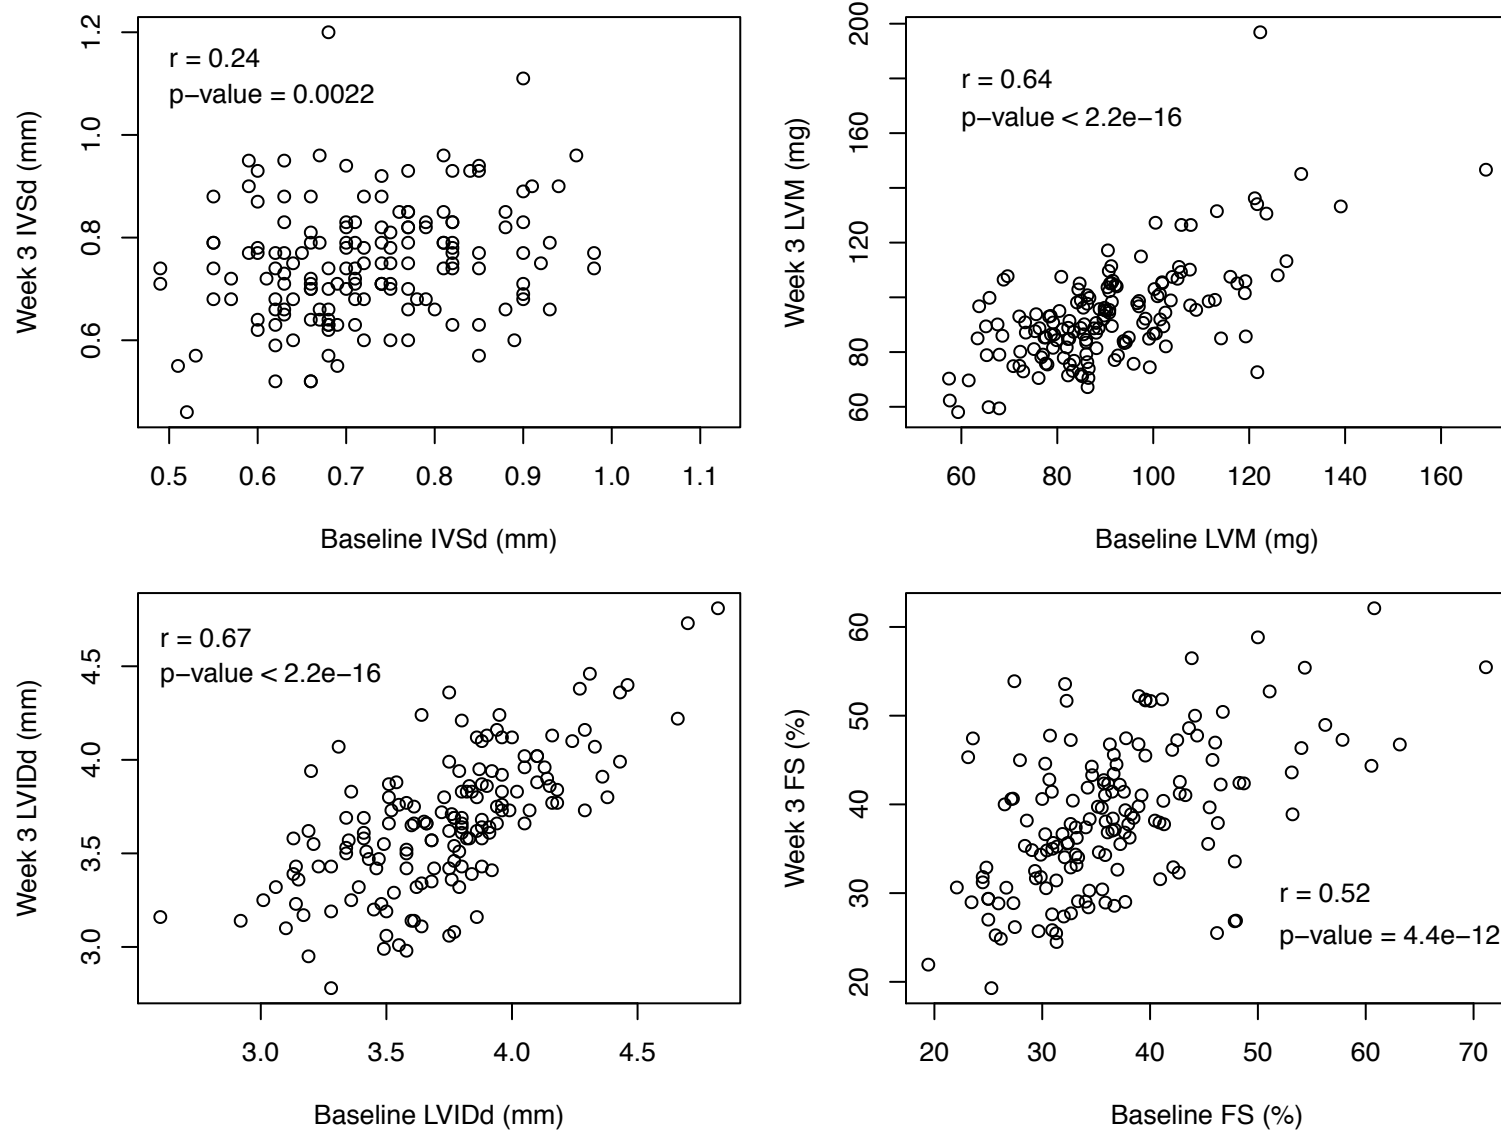 r = 0.24
p−value = 0.0022
Week 3 IVSd (mm)
0.6 0.8 1.0 1.2
0.5 0.6 0.7 0.8 0.9 1.0 1.1
Baseline IVSd (mm)
r = 0.64
p−value < 2.2e−16
Week 3 LVM (mg)
60 80 120 160 200
60 80 100 120 140 160
Baseline LVM (mg)
r = 0.67
p−value < 2.2e−16
Week 3 LVIDd (mm)
3.0 3.5 4.0 4.5
3.0 3.5 4.0 4.5
Baseline LVIDd (mm)
r = 0.52
p−value = 4.4e−12
Week 3 FS (%)
20 30 40 50 60
20 30 40 50 60 70
Baseline FS (%)